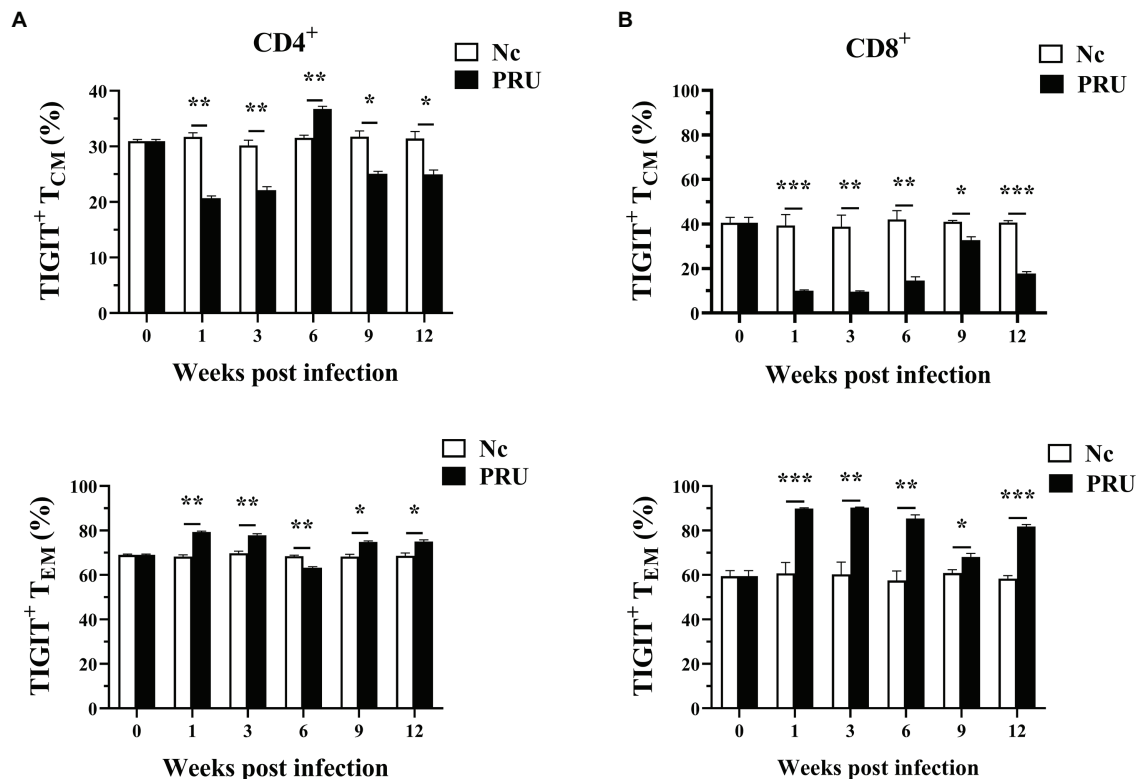 A
CD4+
Nc
PRU
TIGIT+ TCM (%)
40
30
20
10
0
** ** ** * *
0 1 3 6 9 12
Weeks post infection
B
CD8+
Nc
PRU
TIGIT+ TCM (%)
100
80
60
40
20
0
*** ** ** * ***
0 1 3 6 9 12
Weeks post infection
Nc
PRU
TIGIT+ TEM (%)
100
80
60
40
20
0
** ** ** * *
0 1 3 6 9 12
Weeks post infection
Nc
PRU
TIGIT+ TEM (%)
100
80
60
40
20
0
*** ** ** * ***
0 1 3 6 9 12
Weeks post infection